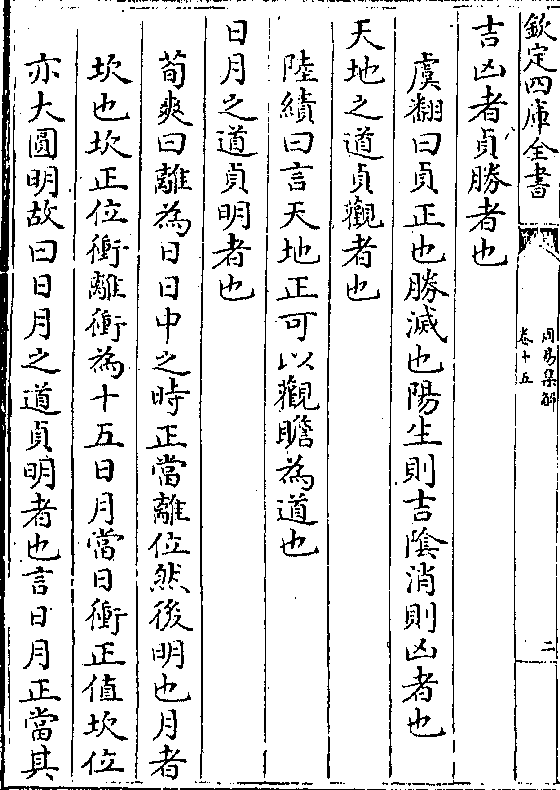 欽定四庫全書
周易集解
卷十五
二
吉凶者貞勝者也
虞翻曰貞正也勝滅也陽生則吉隂消則凶者也
天地之道貞觀者也
陸績曰言天地正可以觀瞻為道也
日月之道貞明者也
荀爽曰離為日日中之時正當離位然後明也月者
坎也坎正位衝離衝為十五日月當日衝正值坎位
亦大圓明故曰日月之道貞明者也言日月正當其